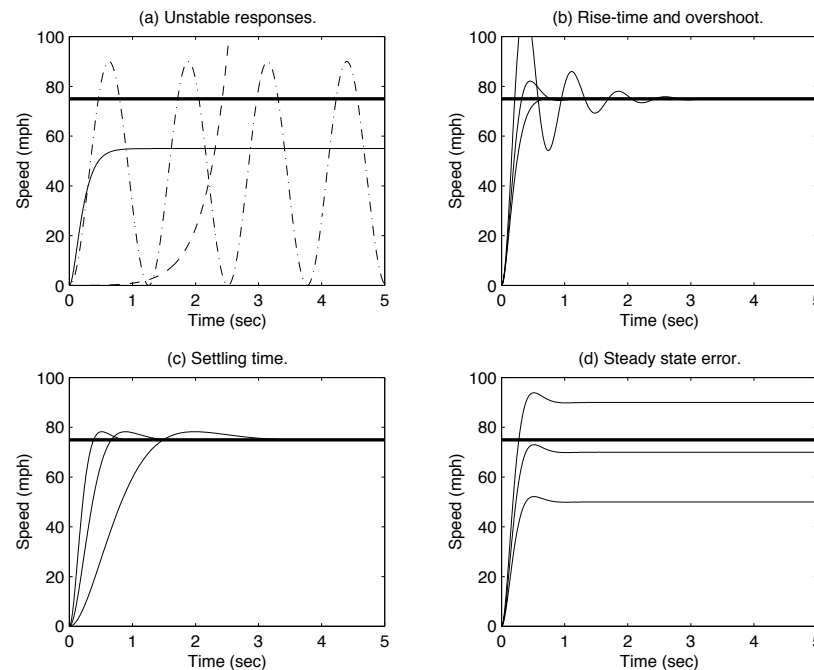 (a) Unstable responses.
100
80
60
40
20
0
Speed (mph)
0 1 2 3 4 5
Time (sec)
(b) Rise-time and overshoot.
100
80
60
40
20
0
Speed (mph)
0 1 2 3 4 5
Time (sec)
(c) Settling time.
100
80
60
40
20
0
Speed (mph)
0 1 2 3 4 5
Time (sec)
(d) Steady state error.
100
80
60
40
20
0
Speed (mph)
0 1 2 3 4 5
Time (sec)